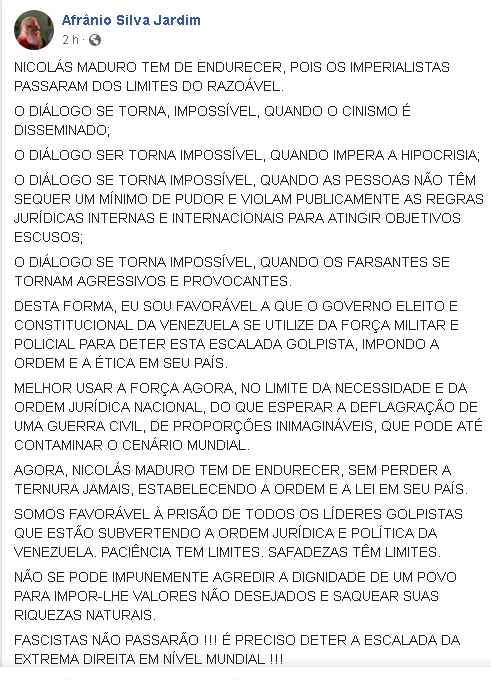 Afrânio Silva Jardim
2 h ·
NICOLÁS MADURO TEM DE ENDURECER, POIS OS IMPERIALISTAS
PASSARAM DOS LIMITES DO RAZOÁVEL.
O DIÁLOGO SE TORNA, IMPOSSÍVEL, QUANDO O CINISMO É
DISSEMINADO;
O DIÁLOGO SER TORNA IMPOSSÍVEL, QUANDO IMPERA A HIPOCRISIA;
O DIÁLOGO SE TORNA IMPOSSÍVEL, QUANDO AS PESSOAS NÃO TÊM
SEQUER UM MÍNIMO DE PUDOR E VIOLAM PUBLICAMENTE AS REGRAS
JURÍDICAS INTERNAS E INTERNACIONAIS PARA ATINGIR OBJETIVOS
ESCUSOS;
O DIÁLOGO SE TORNA IMPOSSÍVEL, QUANDO OS FARSANTES SE
TORNAM AGRESSIVOS E PROVOCANTES.
DESTA FORMA, EU SOU FAVORÁVEL A QUE O GOVERNO ELEITO E
CONSTITUCIONAL DA VENEZUELA SE UTILIZE DA FORÇA MILITAR E
POLICIAL PARA DETER ESTA ESCALADA GOLPISTA, IMPONDO A
ORDEM E A ÉTICA EM SEU PAÍS.
MELHOR USAR A FORÇA AGORA, NO LIMITE DA NECESSIDADE E DA
ORDEM JURÍDICA NACIONAL, DO QUE ESPERAR A DEFLAGRAÇÃO DE
UMA GUERRA CIVIL, DE PROPORÇÕES INIMAGINÁVEIS, QUE PODE ATÉ
CONTAMINAR O CENÁRIO MUNDIAL.
AGORA, NICOLÁS MADURO TEM DE ENDURECER, SEM PERDER A
TERNURA JAMAIS, ESTABELECENDO A ORDEM E A LEI EM SEU PAÍS.
SOMOS FAVORÁVEL À PRISÃO DE TODOS OS LÍDERES GOLPISTAS
QUE ESTÃO SUBVERTENDO A ORDEM JURÍDICA E POLÍTICA DA
VENEZUELA. PACIÊNCIA TEM LIMITES. SAFADEZAS TÊM LIMITES.
NÃO SE PODE IMPUNEMENTE AGREDIR A DIGNIDADE DE UM POVO
PARA IMPOR-LHE VALORES NÃO DESEJADOS E SAQUEAR SUAS
RIQUEZAS NATURAIS.
FASCISTAS NÃO PASSARÃO !!! É PRECISO DETER A ESCALADA DA
EXTREMA DIREITA EM NÍVEL MUNDIAL !!!